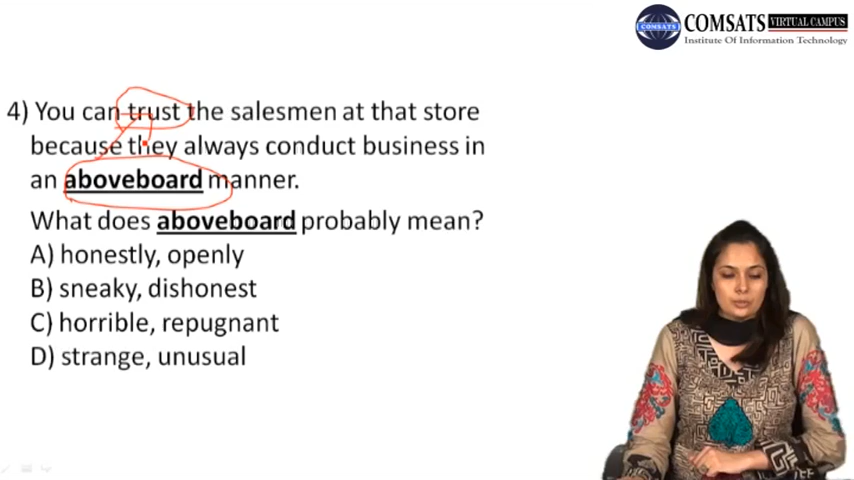 COMSATS VIRTUAL CAMPUS
COMSATS
Institute Of Information Technology
4) You can trust the salesmen at that store
because they always conduct business in
an aboveboard manner.
What does aboveboard probably mean?
A) honestly, openly
B) sneaky, dishonest
C) horrible, repugnant
D) strange, unusual